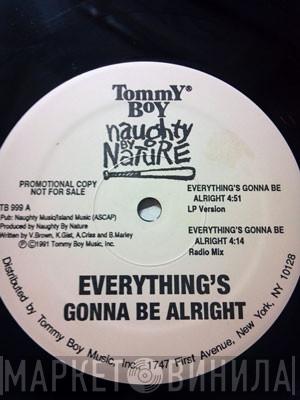 Tommy® Boy
naughty
BY
NATURE
PROMOTIONAL COPY
NOT FOR SALE
TB 999 A
Pub: Naughty Music/Island Music (ASCAP)
Produced by Naughty By Nature
Written by V.Brown, K.Gist, A.Criss and B.Marley
Ⓟ©1991 Tommy Boy Music, Inc.
EVERYTHING'S GONNA BE
ALRIGHT 4:51
LP Version
EVERYTHING'S GONNA BE
ALRIGHT 4:14
Radio Mix
EVERYTHING'S
GONNA BE ALRIGHT
Distributed by Tommy Boy Music, Inc. 1747 First Avenue, New York, NY 10128
МАРКЕТ ВИНИЛА